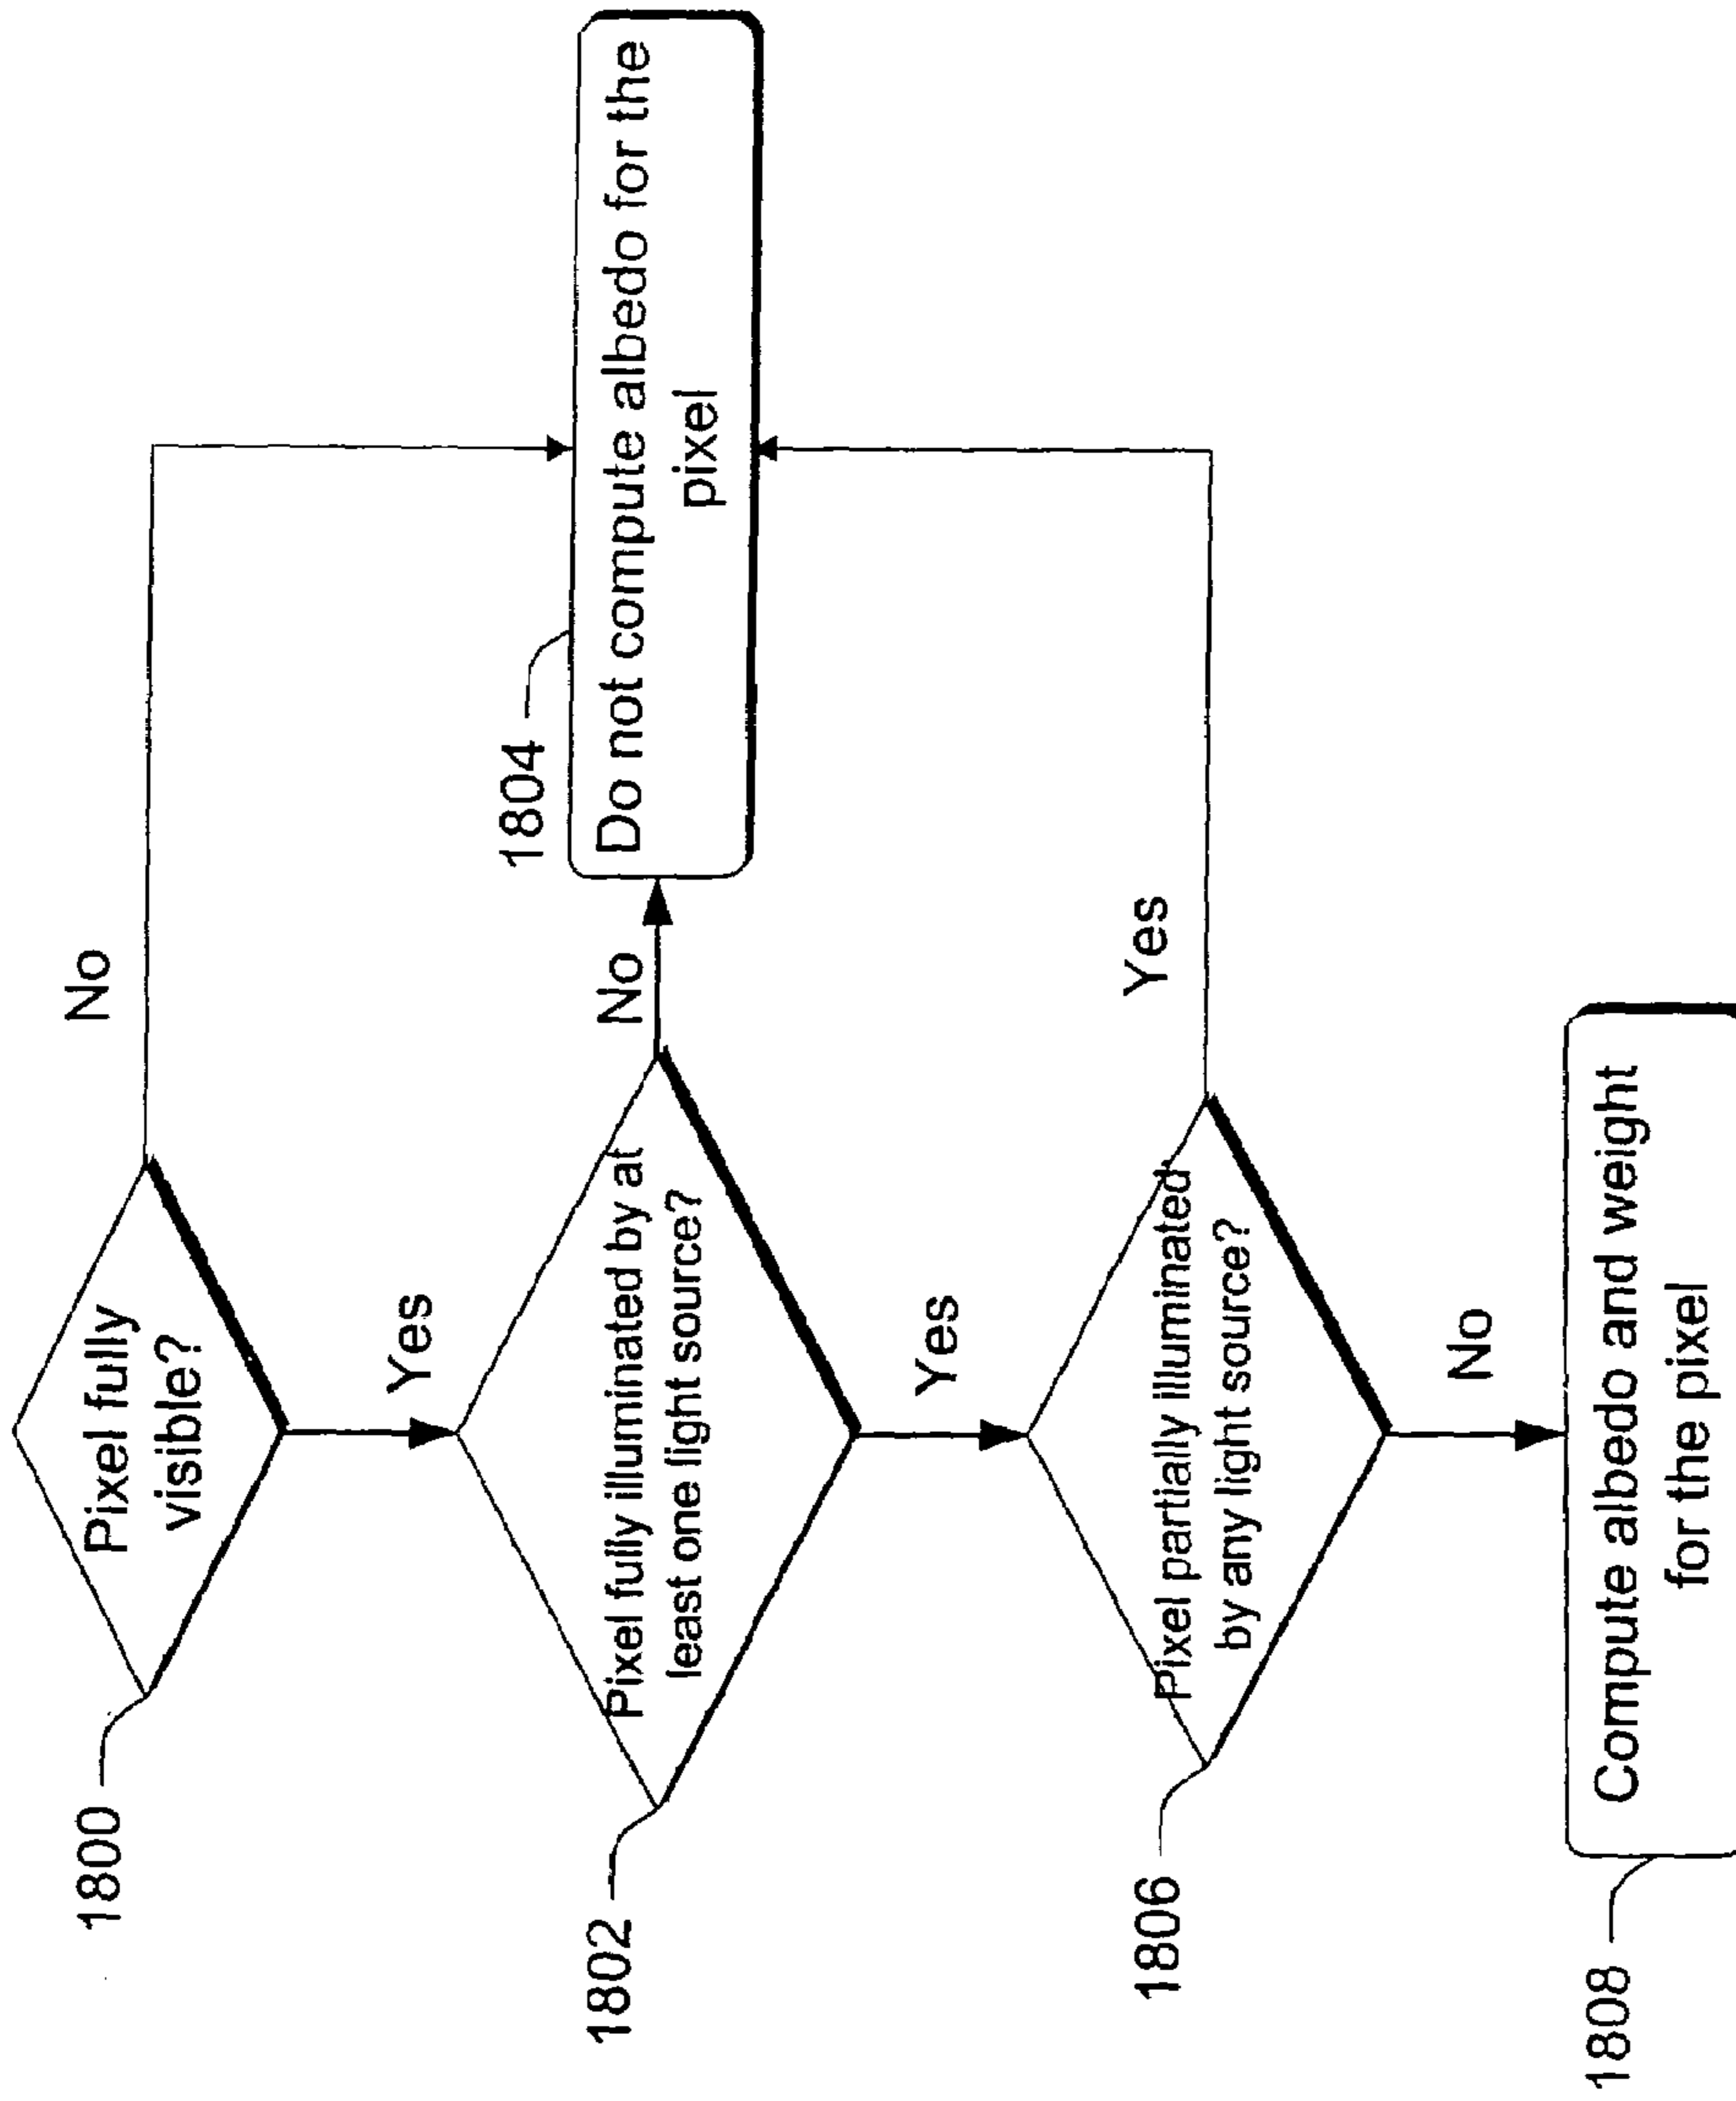 1800
Pixel fully
visible?
No
Yes
1802
Pixel fully illuminated by at
least one light source?
No
1804
Do not compute albedo for the
pixel
Yes
1806
Pixel partially illuminated
by any light source?
Yes
No
1808
Compute albedo and weight
for the pixel